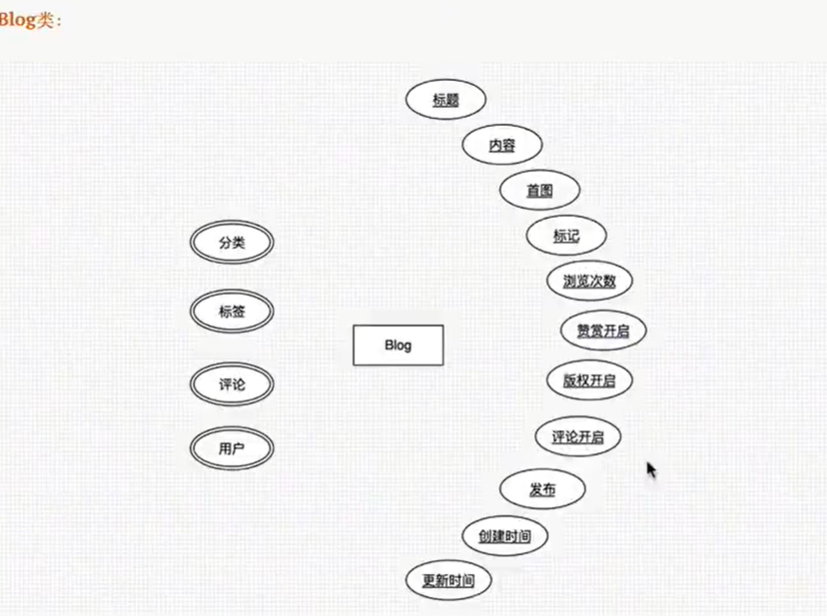 Blog类:
标题
内容
首图
分类
标记
浏览次数
标签
赞赏开启
Blog
版权开启
评论
评论开启
用户
发布
创建时间
更新时间